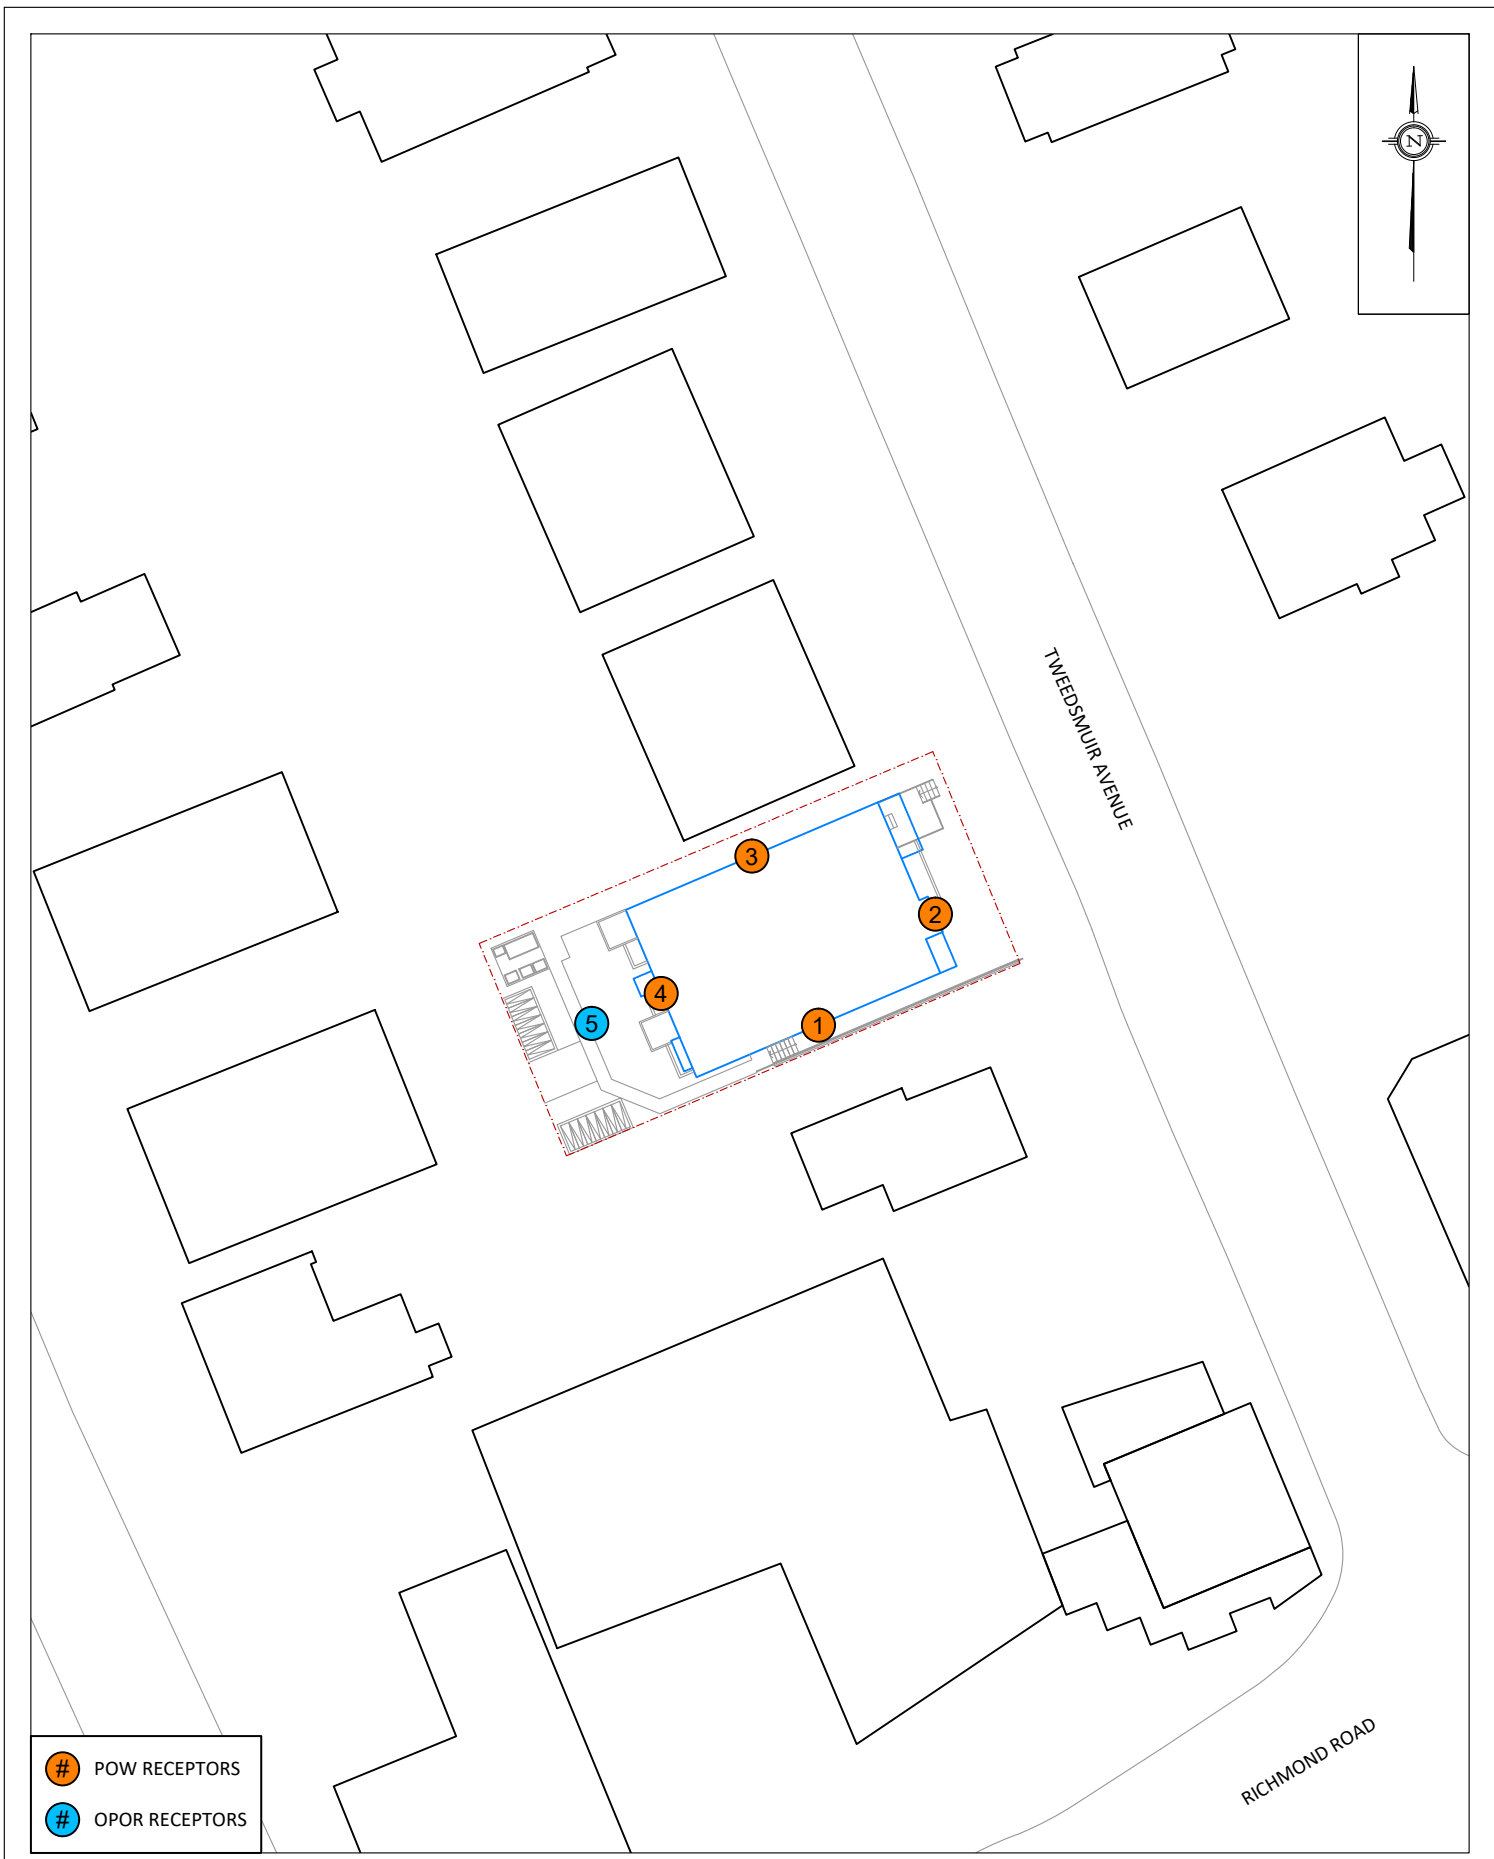 N
TWEEDSMUIR AVENUE
3
2
4
1
5
# POW RECEPTORS
# OPOR RECEPTORS
RICHMOND ROAD